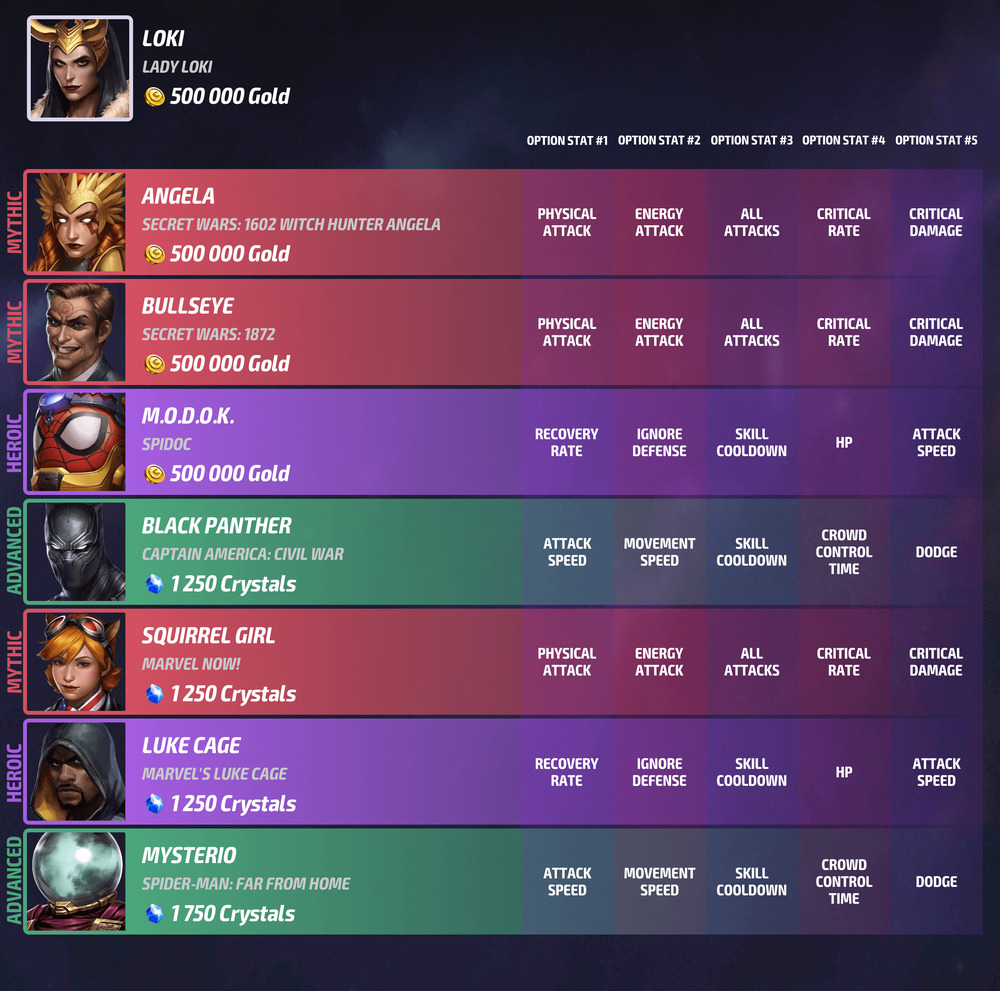 LOKI
LADY LOKI
500 000 Gold
OPTION STAT #1 OPTION STAT #2 OPTION STAT #3 OPTION STAT #4 OPTION STAT #5
MYTHIC
ANGELA
SECRET WARS: 1602 WITCH HUNTER ANGELA
500 000 Gold
PHYSICAL ATTACK ENERGY ATTACK ALL ATTACKS CRITICAL RATE CRITICAL DAMAGE
MYTHIC
BULLSEYE
SECRET WARS: 1872
500 000 Gold
PHYSICAL ATTACK ENERGY ATTACK ALL ATTACKS CRITICAL RATE CRITICAL DAMAGE
HEROIC
M.O.D.O.K.
SPIDOC
500 000 Gold
RECOVERY RATE IGNORE DEFENSE SKILL COOLDOWN HP ATTACK SPEED
ADVANCED
BLACK PANTHER
CAPTAIN AMERICA: CIVIL WAR
1 250 Crystals
ATTACK SPEED MOVEMENT SPEED SKILL COOLDOWN CROWD CONTROL TIME DODGE
MYTHIC
SQUIRREL GIRL
MARVEL NOW!
1 250 Crystals
PHYSICAL ATTACK ENERGY ATTACK ALL ATTACKS CRITICAL RATE CRITICAL DAMAGE
HEROIC
LUKE CAGE
MARVEL'S LUKE CAGE
1 250 Crystals
RECOVERY RATE IGNORE DEFENSE SKILL COOLDOWN HP ATTACK SPEED
ADVANCED
MYSTERIO
SPIDER-MAN: FAR FROM HOME
1 750 Crystals
ATTACK SPEED MOVEMENT SPEED SKILL COOLDOWN CROWD CONTROL TIME DODGE